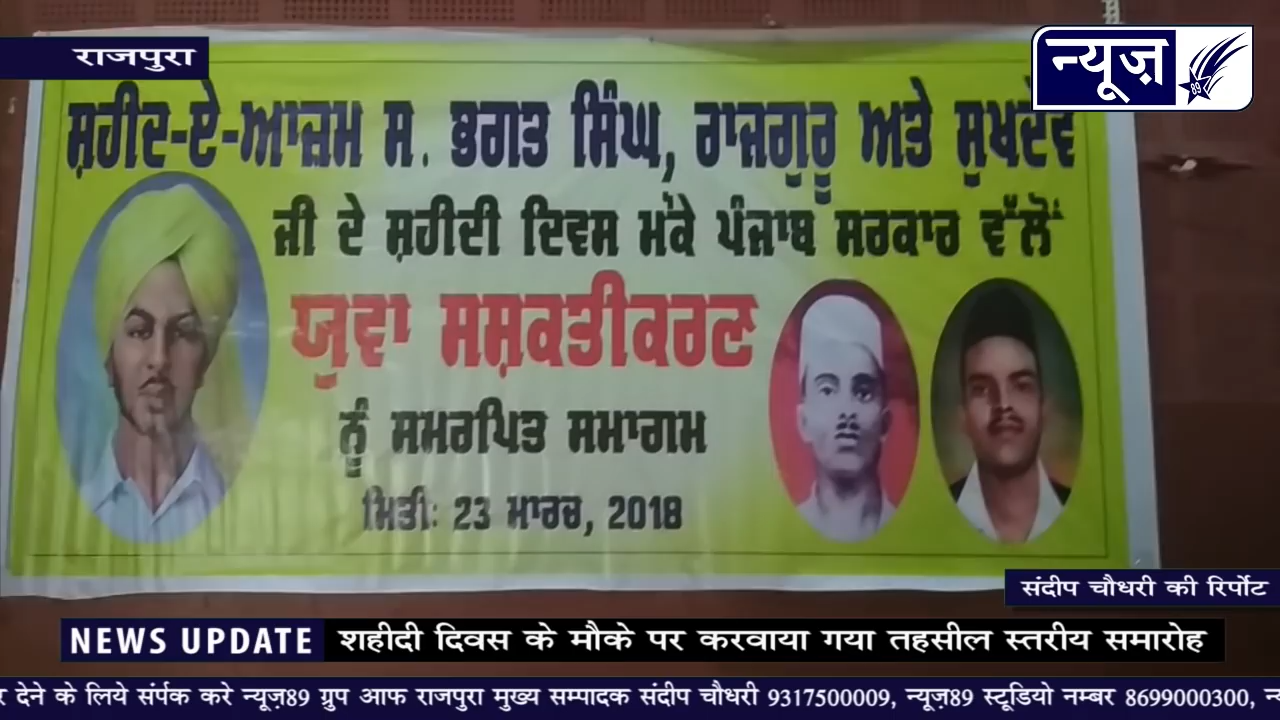 राजपुरा
न्यूज़
89
ਸ਼ਹੀਦ-ਏ-ਆਜ਼ਮ ਸ. ਭਗਤ ਸਿੰਘ, ਰਾਜਗੁਰੂ ਅਤੇ ਸੁਖਦੇਵ
ਜੀ ਦੇ ਸ਼ਹੀਦੀ ਦਿਵਸ ਮੌਕੇ ਪੰਜਾਬ ਸਰਕਾਰ ਵੱਲੋਂ
ਯੁਵਾ ਸਸ਼ਕਤੀਕਰਣ
ਨੂੰ ਸਮਰਪਿਤ ਸਮਾਗਮ
ਮਿਤੀ: 23 ਮਾਰਚ, 2018
संदीप चौधरी की रिर्पोट
NEWS UPDATE शहीदी दिवस के मौके पर करवाया गया तहसील स्तरीय समारोह
र देने के लिये संर्पक करे न्यूज़89 ग्रुप आफ राजपुरा मुख्य सम्पादक संदीप चौधरी 9317500009, न्यूज़89 स्टूडियो नम्बर 8699000300,